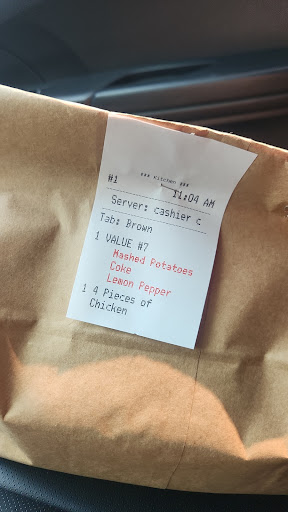 *** Kitchen ***
#1 11:04 AM
Server: cashier c
Tab: Brown
1 VALUE #7
Mashed Potatoes
Coke
Lemon Pepper
1 4 Pieces of
Chicken